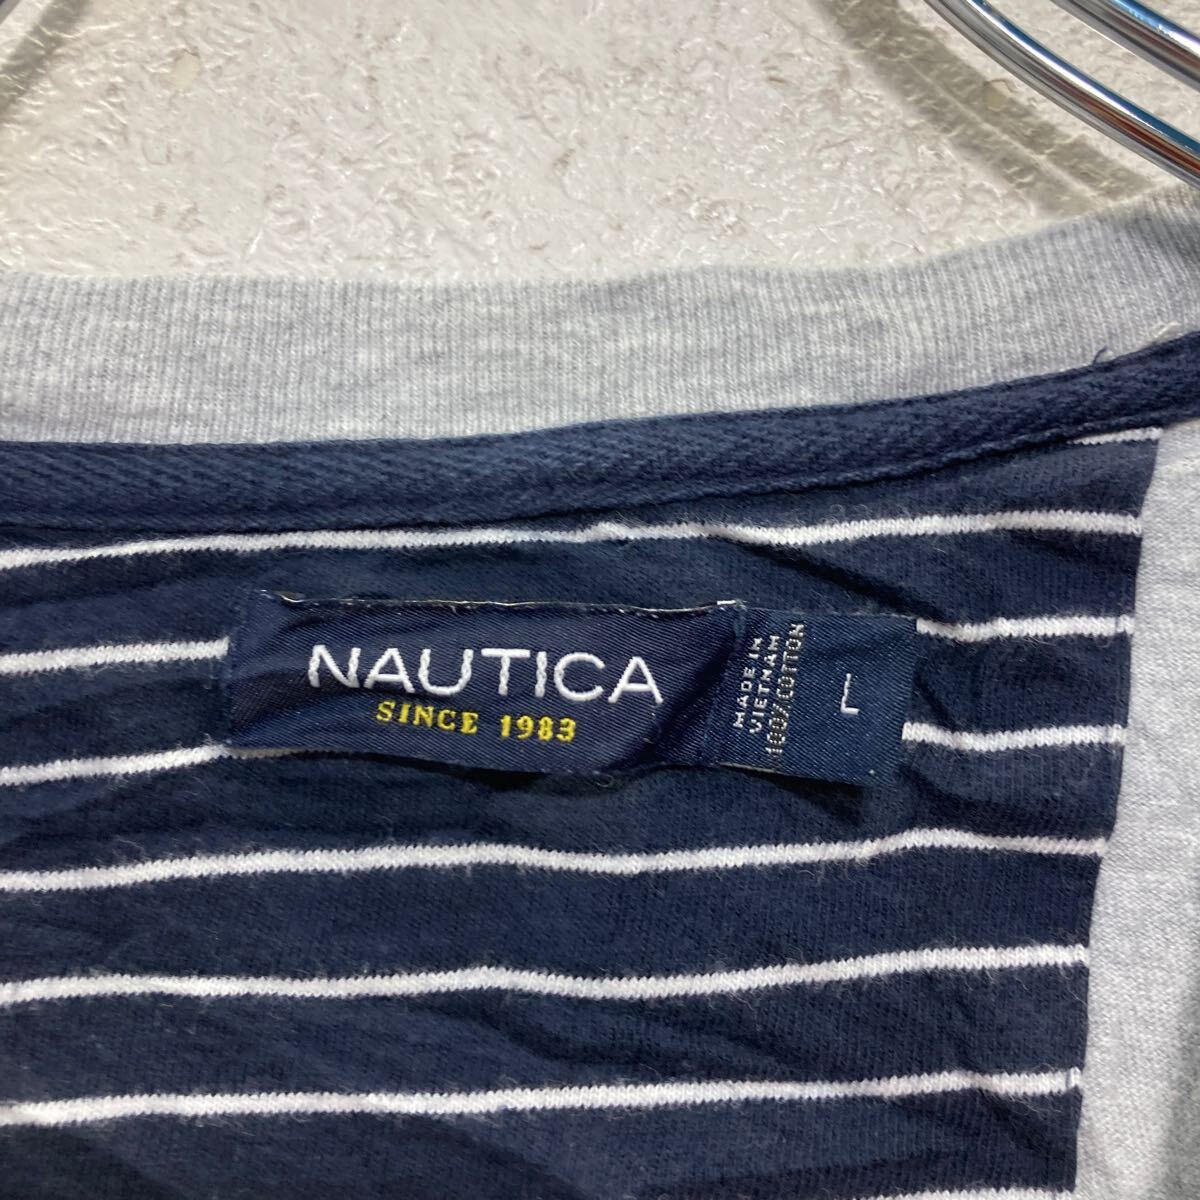 NAUTICA
SINCE 1983
MADE IN
VIETNAM
100% COTTON
L